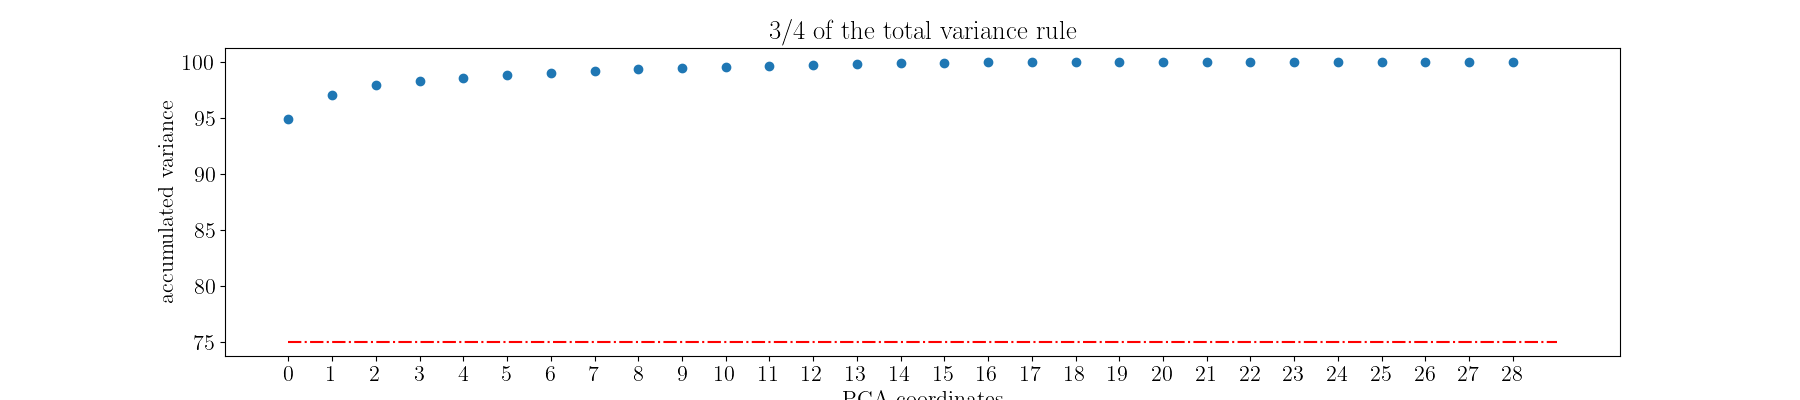 3/4 of the total variance rule
100
95
90
85
80
75
accumulated variance
0 1 2 3 4 5 6 7 8 9 10 11 12 13 14 15 16 17 18 19 20 21 22 23 24 25 26 27 28
PCA coordinates